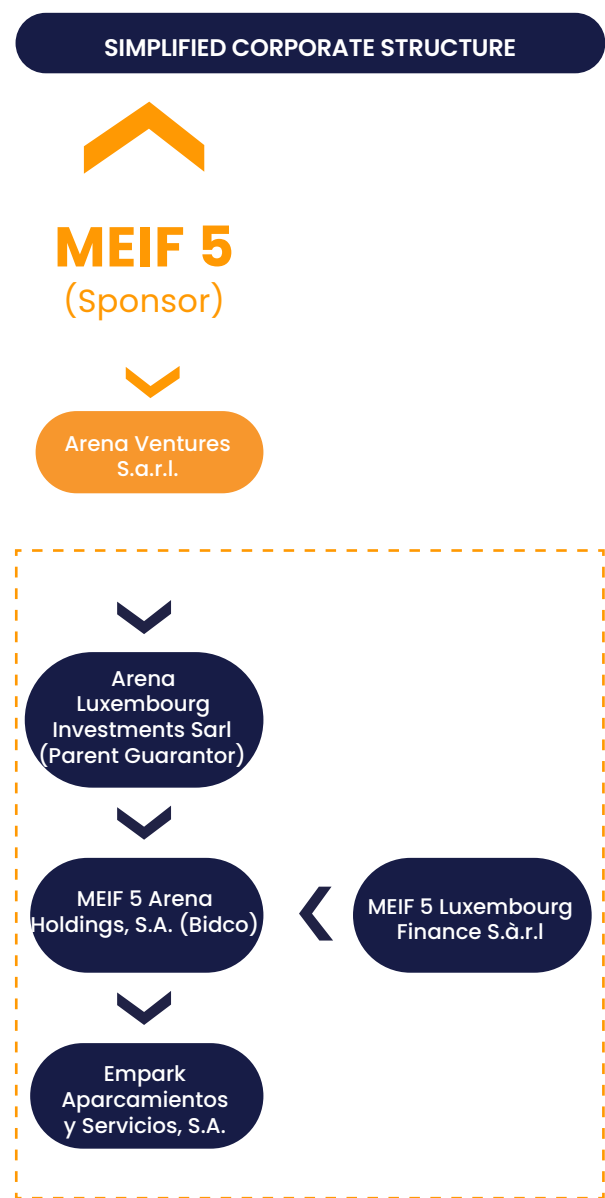 SIMPLIFIED CORPORATE STRUCTURE
MEIF 5
(Sponsor)
Arena Ventures
S.a.r.l.
Arena
Luxembourg
Investments Sarl
(Parent Guarantor)
MEIF 5 Arena
Holdings, S.A. (Bidco)
MEIF 5 Luxembourg
Finance S.à.r.l
Empark
Aparcamientos
y Servicios, S.A.